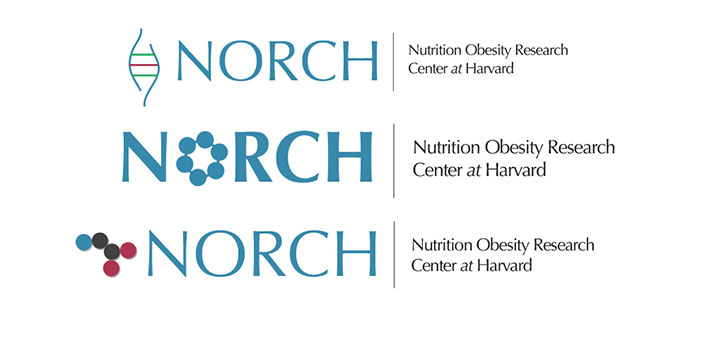 NORCH
Nutrition Obesity Research
Center at Harvard
NORCH
Nutrition Obesity Research
Center at Harvard
NORCH
Nutrition Obesity Research
Center at Harvard